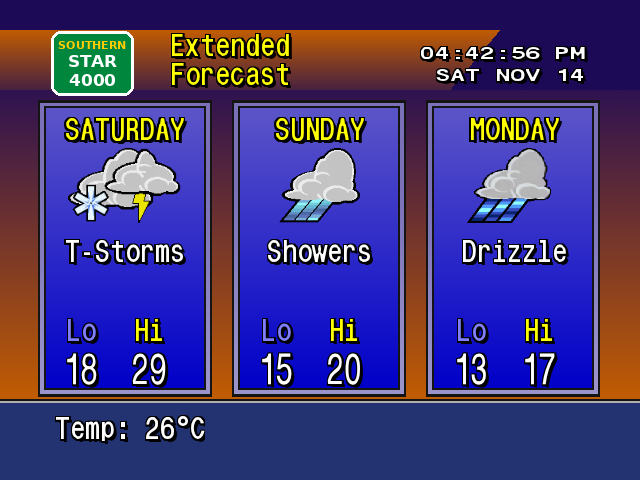 SOUTHERN
STAR
4000
Extended
Forecast
04:42:56 PM
SAT NOV 14
SATURDAY
T-Storms
Lo Hi
18 29
SUNDAY
Showers
Lo Hi
15 20
MONDAY
Drizzle
Lo Hi
13 17
Temp: 26°C